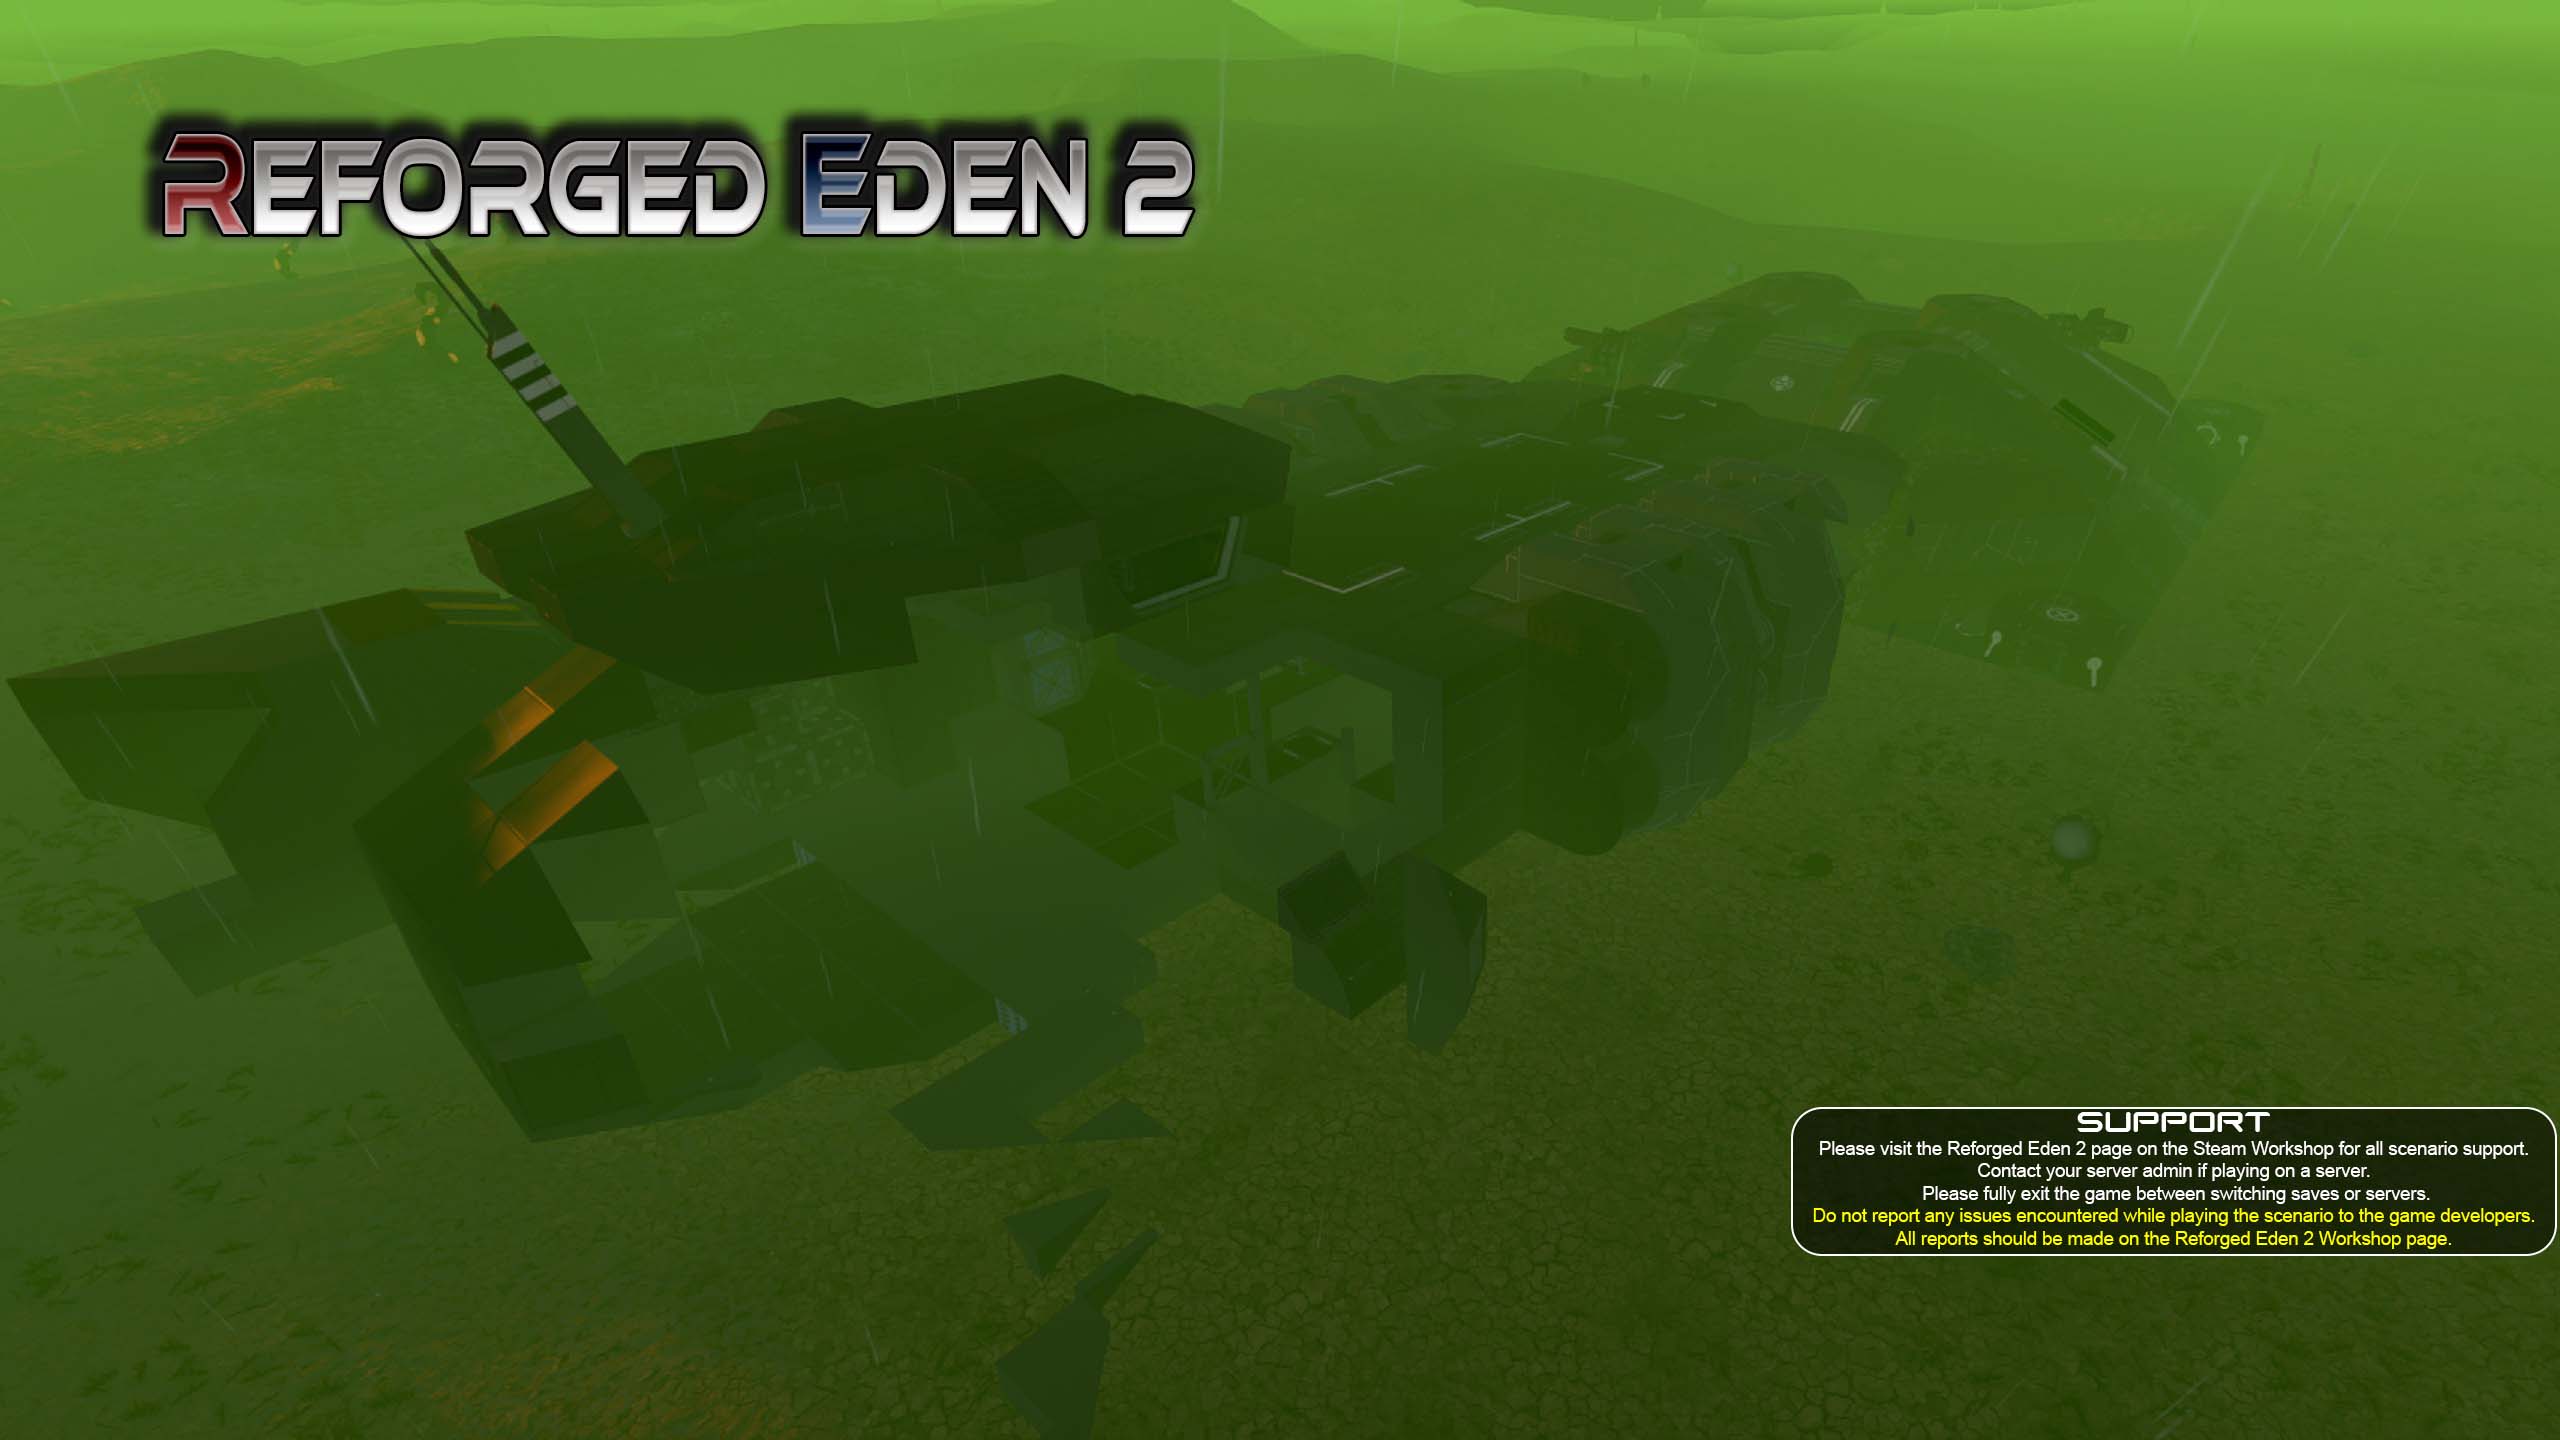 Reforged Eden 2
SUPPORT
Please visit the Reforged Eden 2 page on the Steam Workshop for all scenario support.
Contact your server admin if playing on a server.
Please fully exit the game between switching saves or servers.
Do not report any issues encountered while playing the scenario to the game developers.
All reports should be made on the Reforged Eden 2 Workshop page.